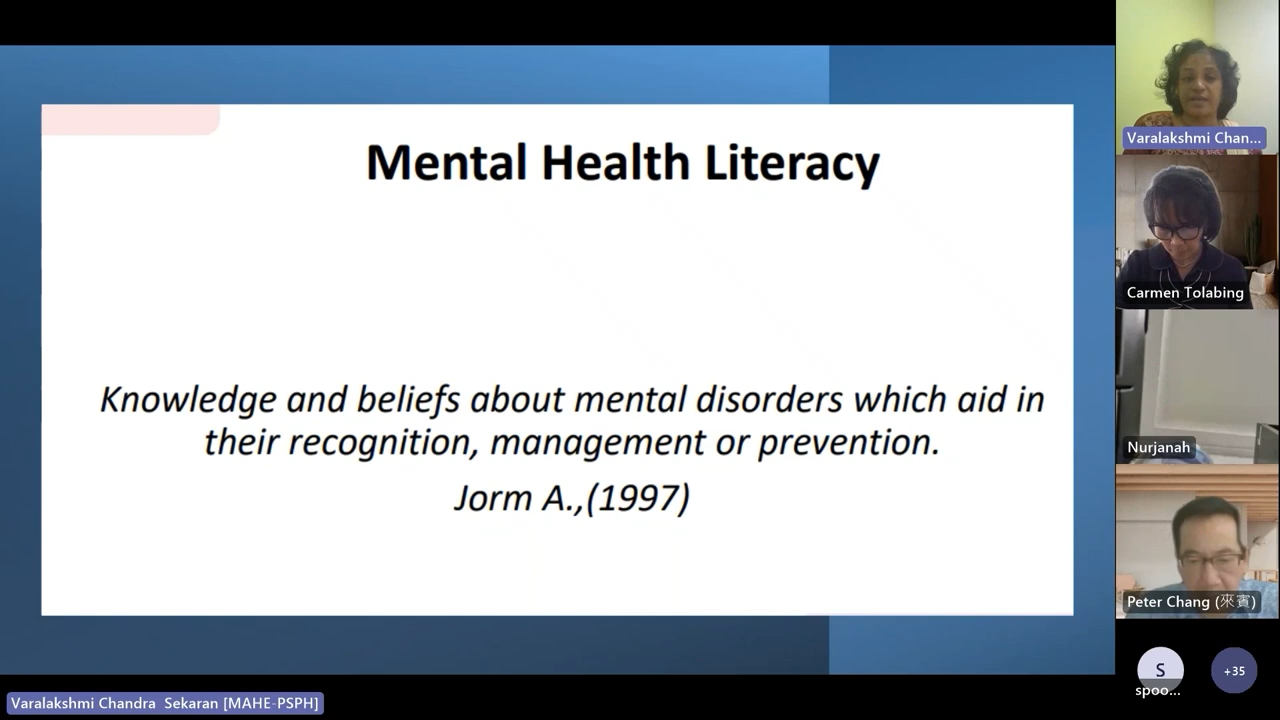 Mental Health Literacy
Knowledge and beliefs about mental disorders which aid in
their recognition, management or prevention.
Jorm A.,(1997)
Varalakshmi Chan...
Carmen Tolabing
Nurjanah
Peter Chang (來賓)
S
spoo...
+35
Varalakshmi Chandra Sekaran [MAHE-PSPH]